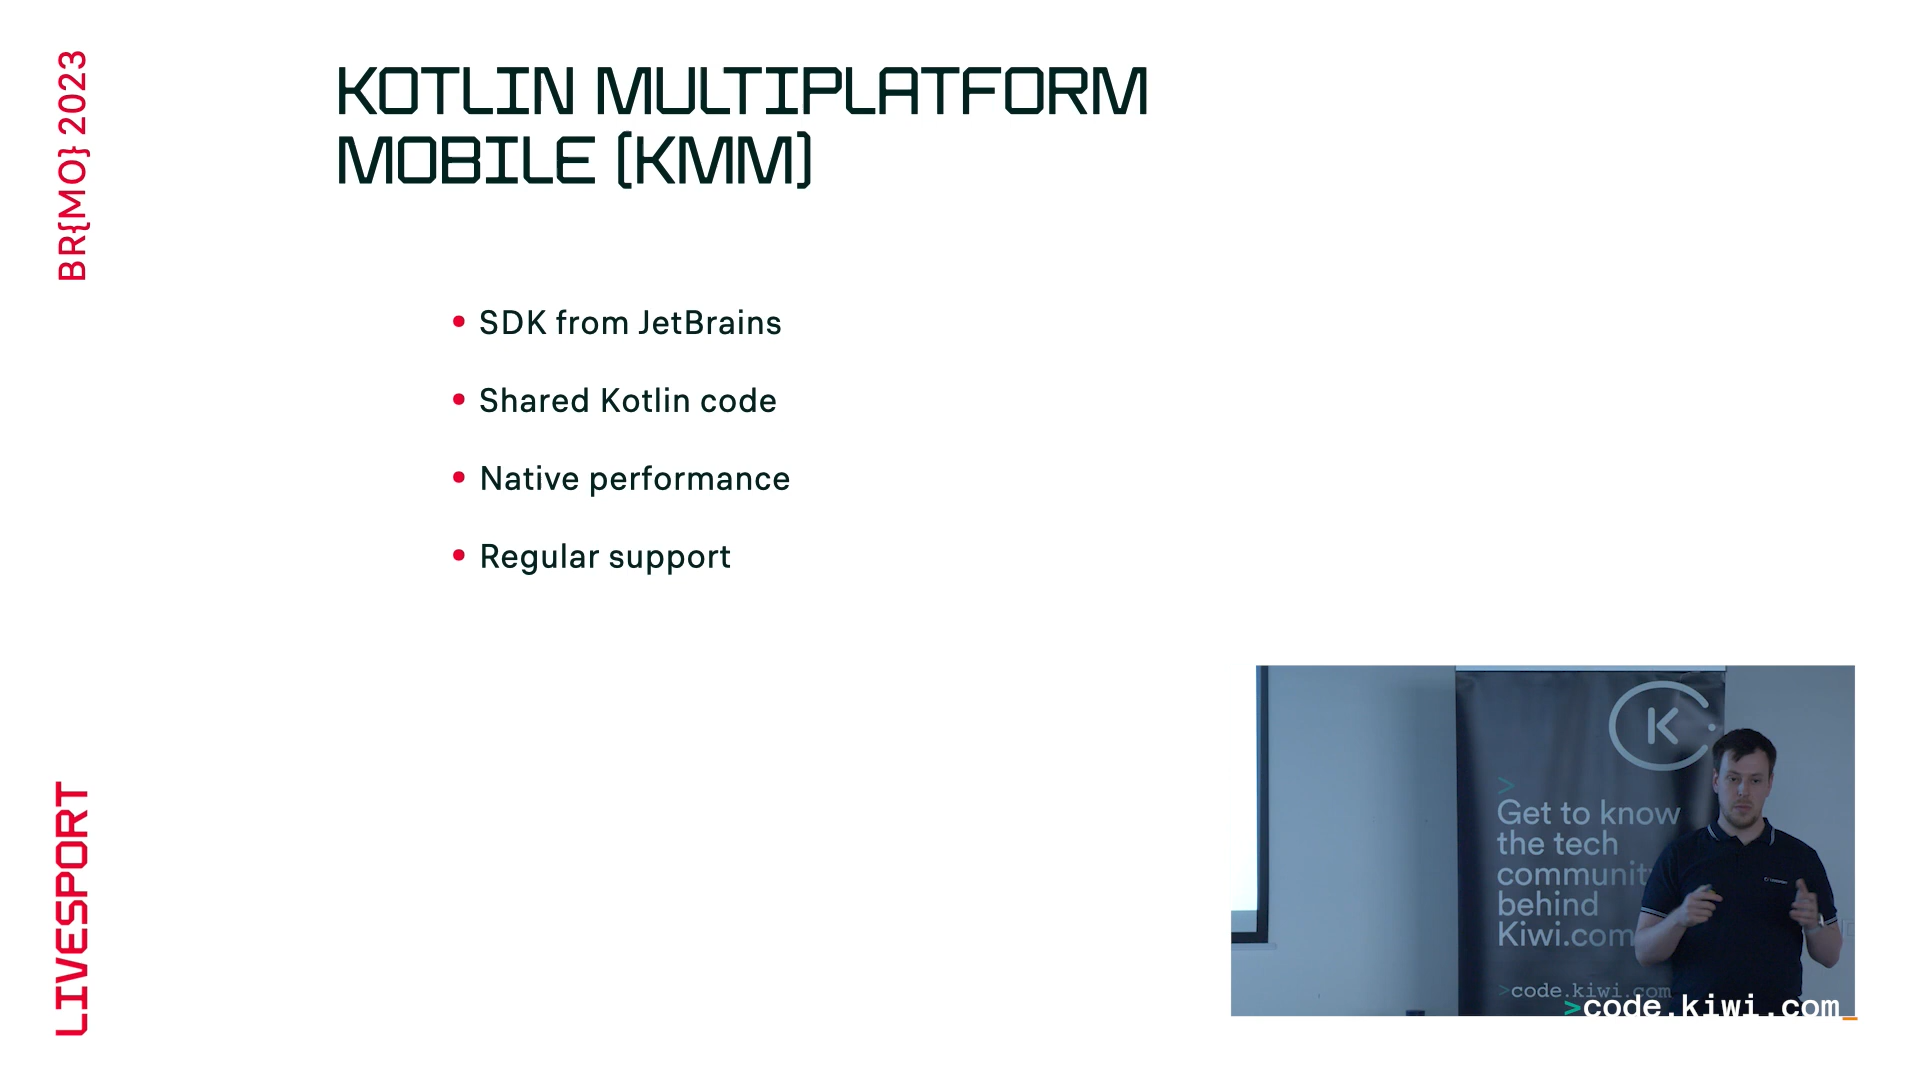 BR{MO} 2023
KOTLIN MULTIPLATFORM
MOBILE (KMM)
• SDK from JetBrains
• Shared Kotlin code
• Native performance
• Regular support
LIVESPORT
K
>
Get to know
the tech
communit
behind
Kiwi.com
>code.kiwi.com
>code.kiwi.com_